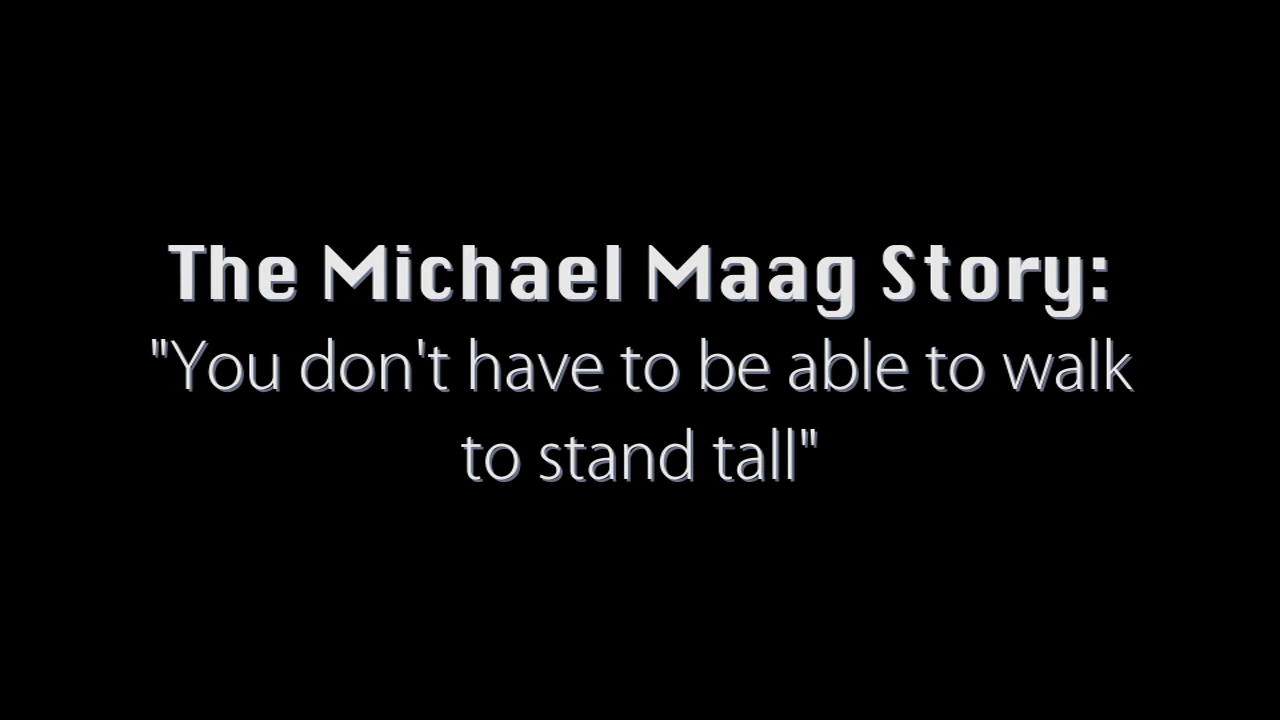 The Michael Maag Story:
"You don't have to be able to walk
to stand tall"